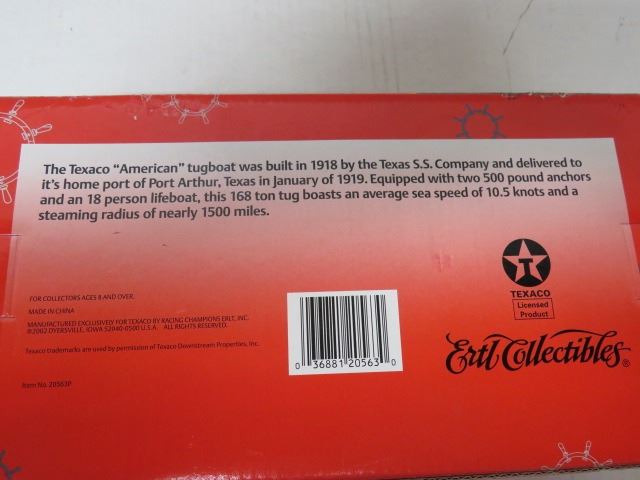 The Texaco "American" tugboat was built in 1918 by the Texas S.S. Company and delivered to
it's home port of Port Arthur, Texas in January of 1919. Equipped with two 500 pound anchors
and an 18 person lifeboat, this 168 ton tug boasts an average sea speed of 10.5 knots and a
steaming radius of nearly 1500 miles.
T
TEXACO
Licensed
Product
FOR COLLECTORS AGES 8 AND OVER.
MADE IN CHINA
MANUFACTURED EXCLUSIVELY FOR TEXACO BY RACING CHAMPIONS ERTL, INC.
©2002 DYERSVILLE, IOWA 52040-0500 U.S.A. ALL RIGHTS RESERVED.
Texaco trademarks are used by permission of Texaco Downstream Properties, Inc.
Item No. 20563P
0 36881 20563 0
Ertl Collectibles®